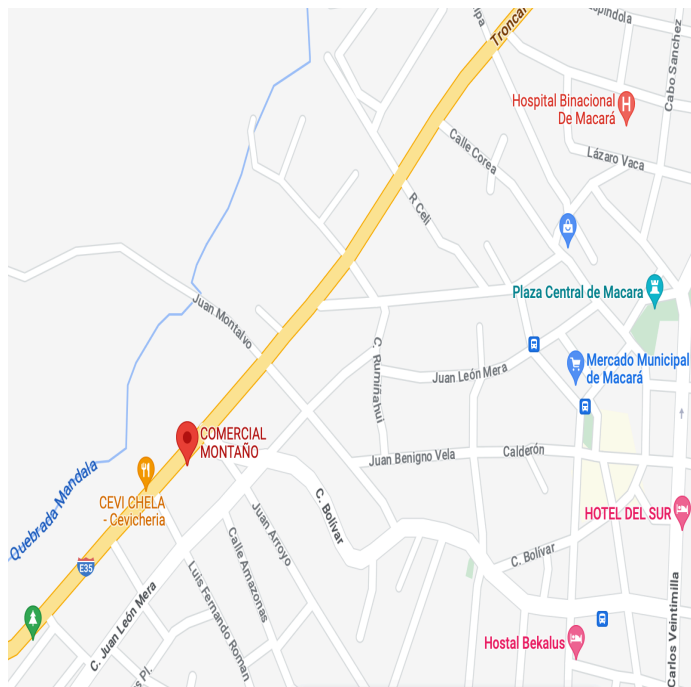 Troncal
Espíndola
Cabo Sanchez
Hospital Binacional
De Macará
H
Calle Corea
Lázaro Vaca
R Celi
Plaza Central de Macara
Juan Montalvo
C. Rumiñahui
Juan León Mera
Mercado Municipal
de Macará
COMERCIAL
MONTAÑO
Juan Benigno Vela
Calderón
Quebrada-Mandala
CEVI CHELA
- Cevicheria
C. Bolívar
HOTEL DEL SUR
Juan Arroyo
Calle Amazonas
E35
C. Bolívar
Luis Fernando Roman
C. Juan León Mera
Carlos Veintimilla
Hostal Bekalus
Pl.